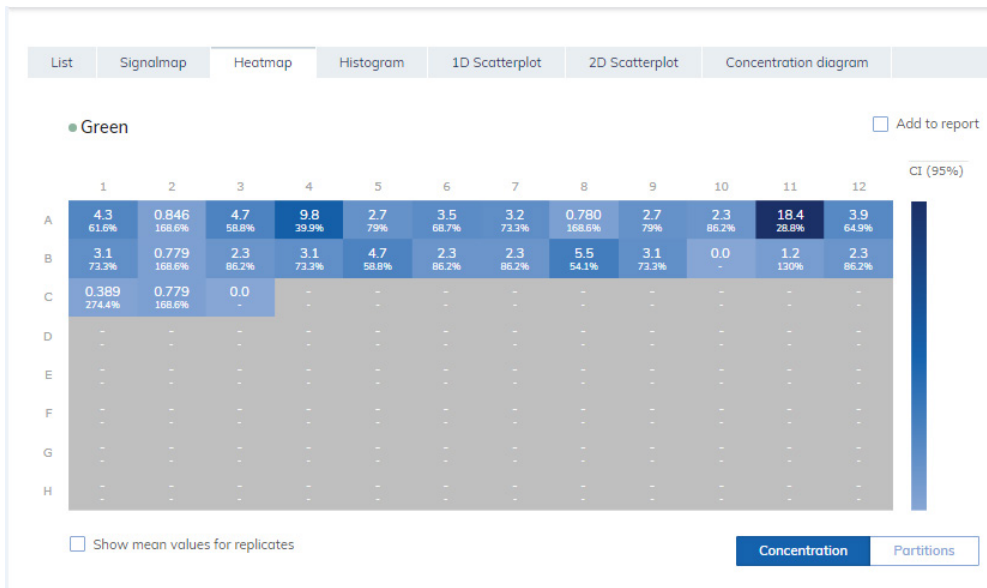 List Signalmap Heatmap Histogram 1D Scatterplot 2D Scatterplot Concentration diagram
Green
Add to report
CI (95%)
1 2 3 4 5 6 7 8 9 10 11 12
A 4.3 0.846 4.7 9.8 2.7 3.5 3.2 0.780 2.7 2.3 18.4 3.9
61.6% 168.6% 58.8% 39.9% 79% 68.7% 73.3% 168.6% 79% 86.2% 28.8% 64.9%
B 3.1 0.779 2.3 3.1 4.7 2.3 2.3 5.5 3.1 0.0 1.2 2.3
73.3% 168.6% 86.2% 73.3% 58.8% 86.2% 86.2% 54.1% 73.3% - 130% 86.2%
C 0.389 0.779 0.0 - - - - - - - - -
274.4% 168.6% - - - - - - - - - -
D - - - - - - - - - - - -
- - - - - - - - - - - -
E - - - - - - - - - - - -
- - - - - - - - - - - -
F - - - - - - - - - - - -
- - - - - - - - - - - -
G - - - - - - - - - - - -
- - - - - - - - - - - -
H - - - - - - - - - - - -
- - - - - - - - - - - -
Show mean values for replicates
Concentration Partitions